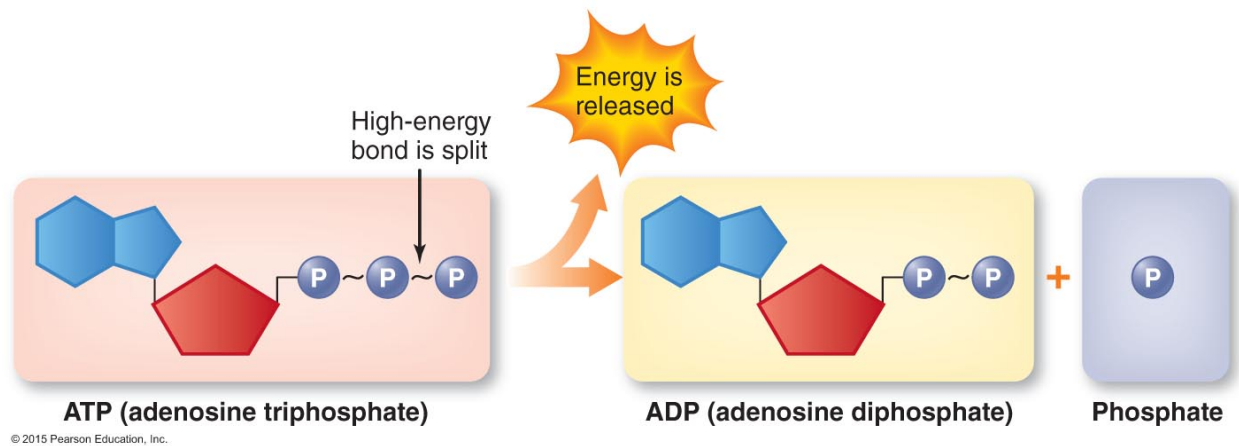 Energy is
released
High-energy
bond is split
P~P~P
P~P
+
P
ATP (adenosine triphosphate)
ADP (adenosine diphosphate)
Phosphate
© 2015 Pearson Education, Inc.